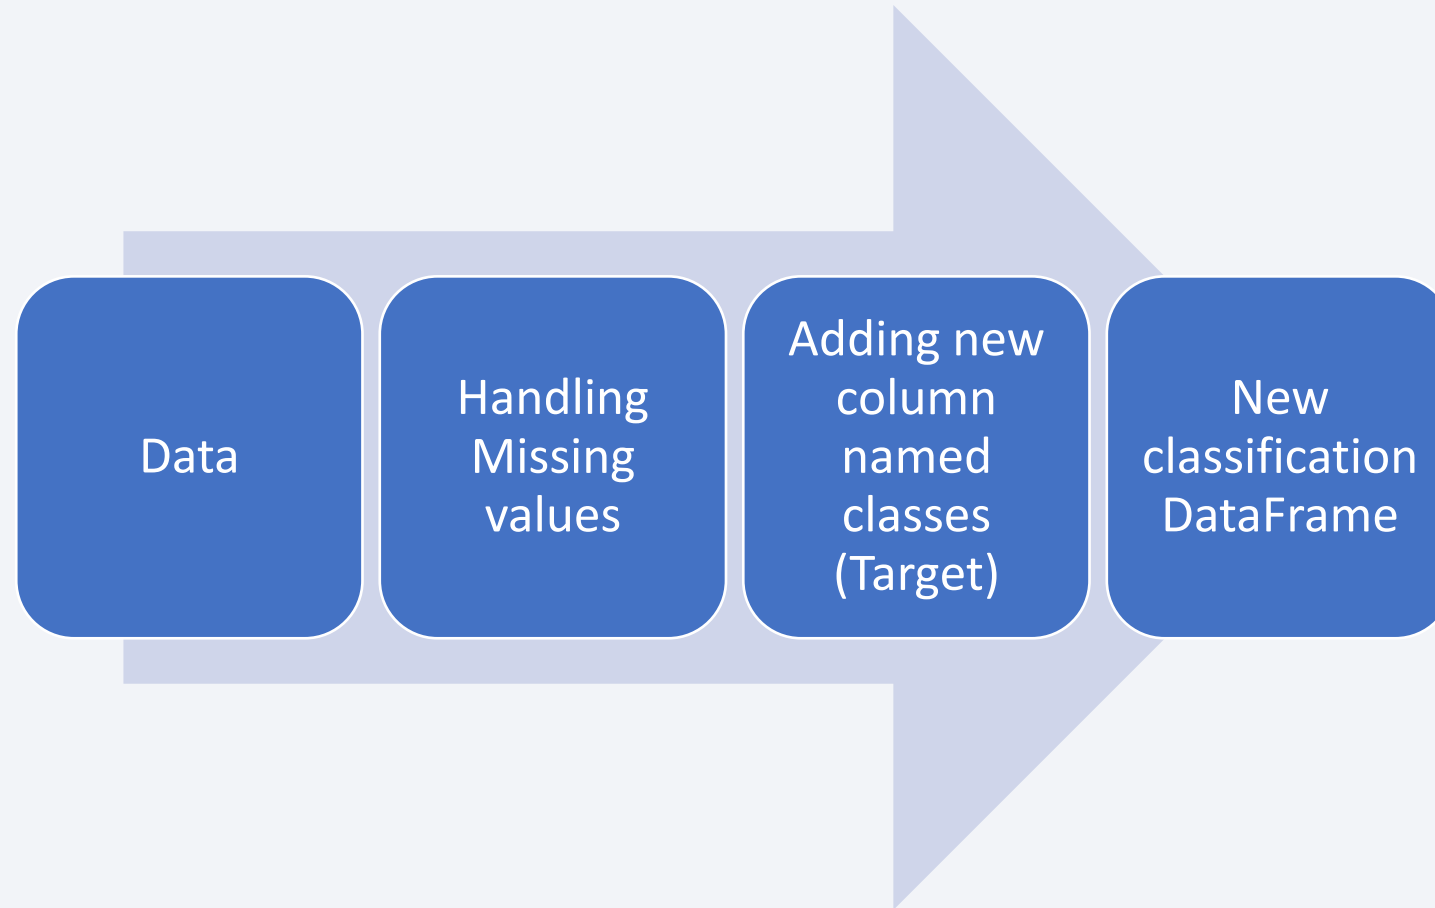 Data
Handling
Missing
values
Adding new
column
named
classes
(Target)
New
classification
DataFrame